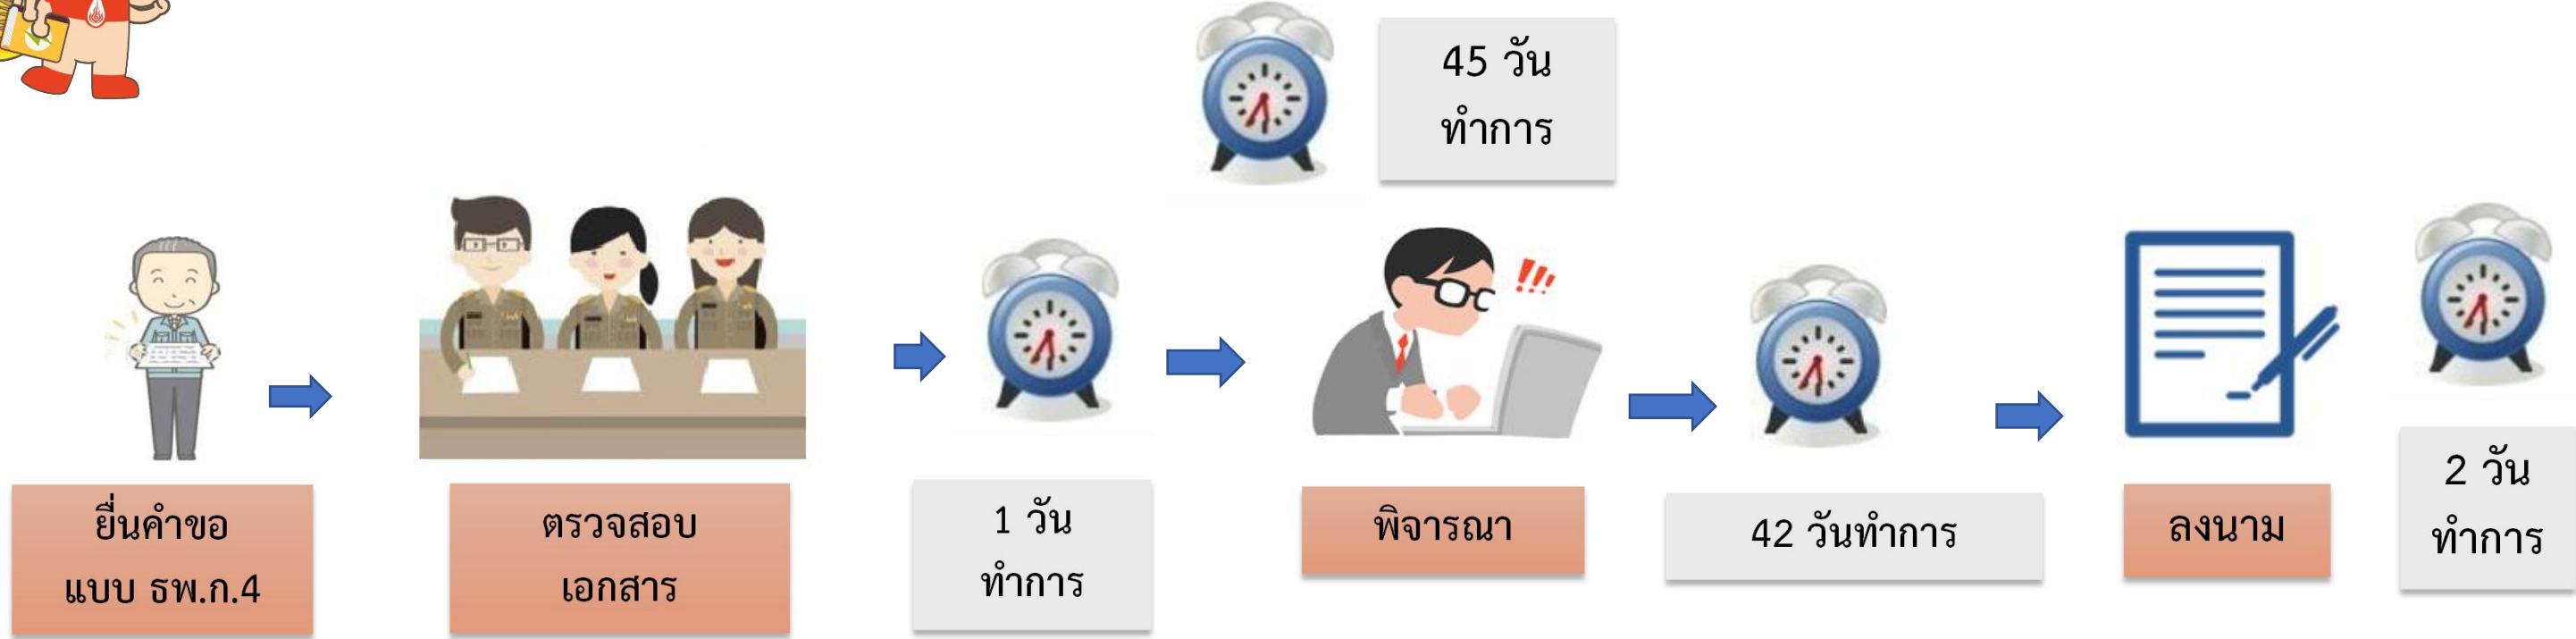 45 วัน
ทำการ
ยื่นคำขอ
แบบ ธพ.ก.4
ตรวจสอบ
เอกสาร
1 วัน
ทำการ
พิจารณา
42 วันทำการ
ลงนาม
2 วัน
ทำการ